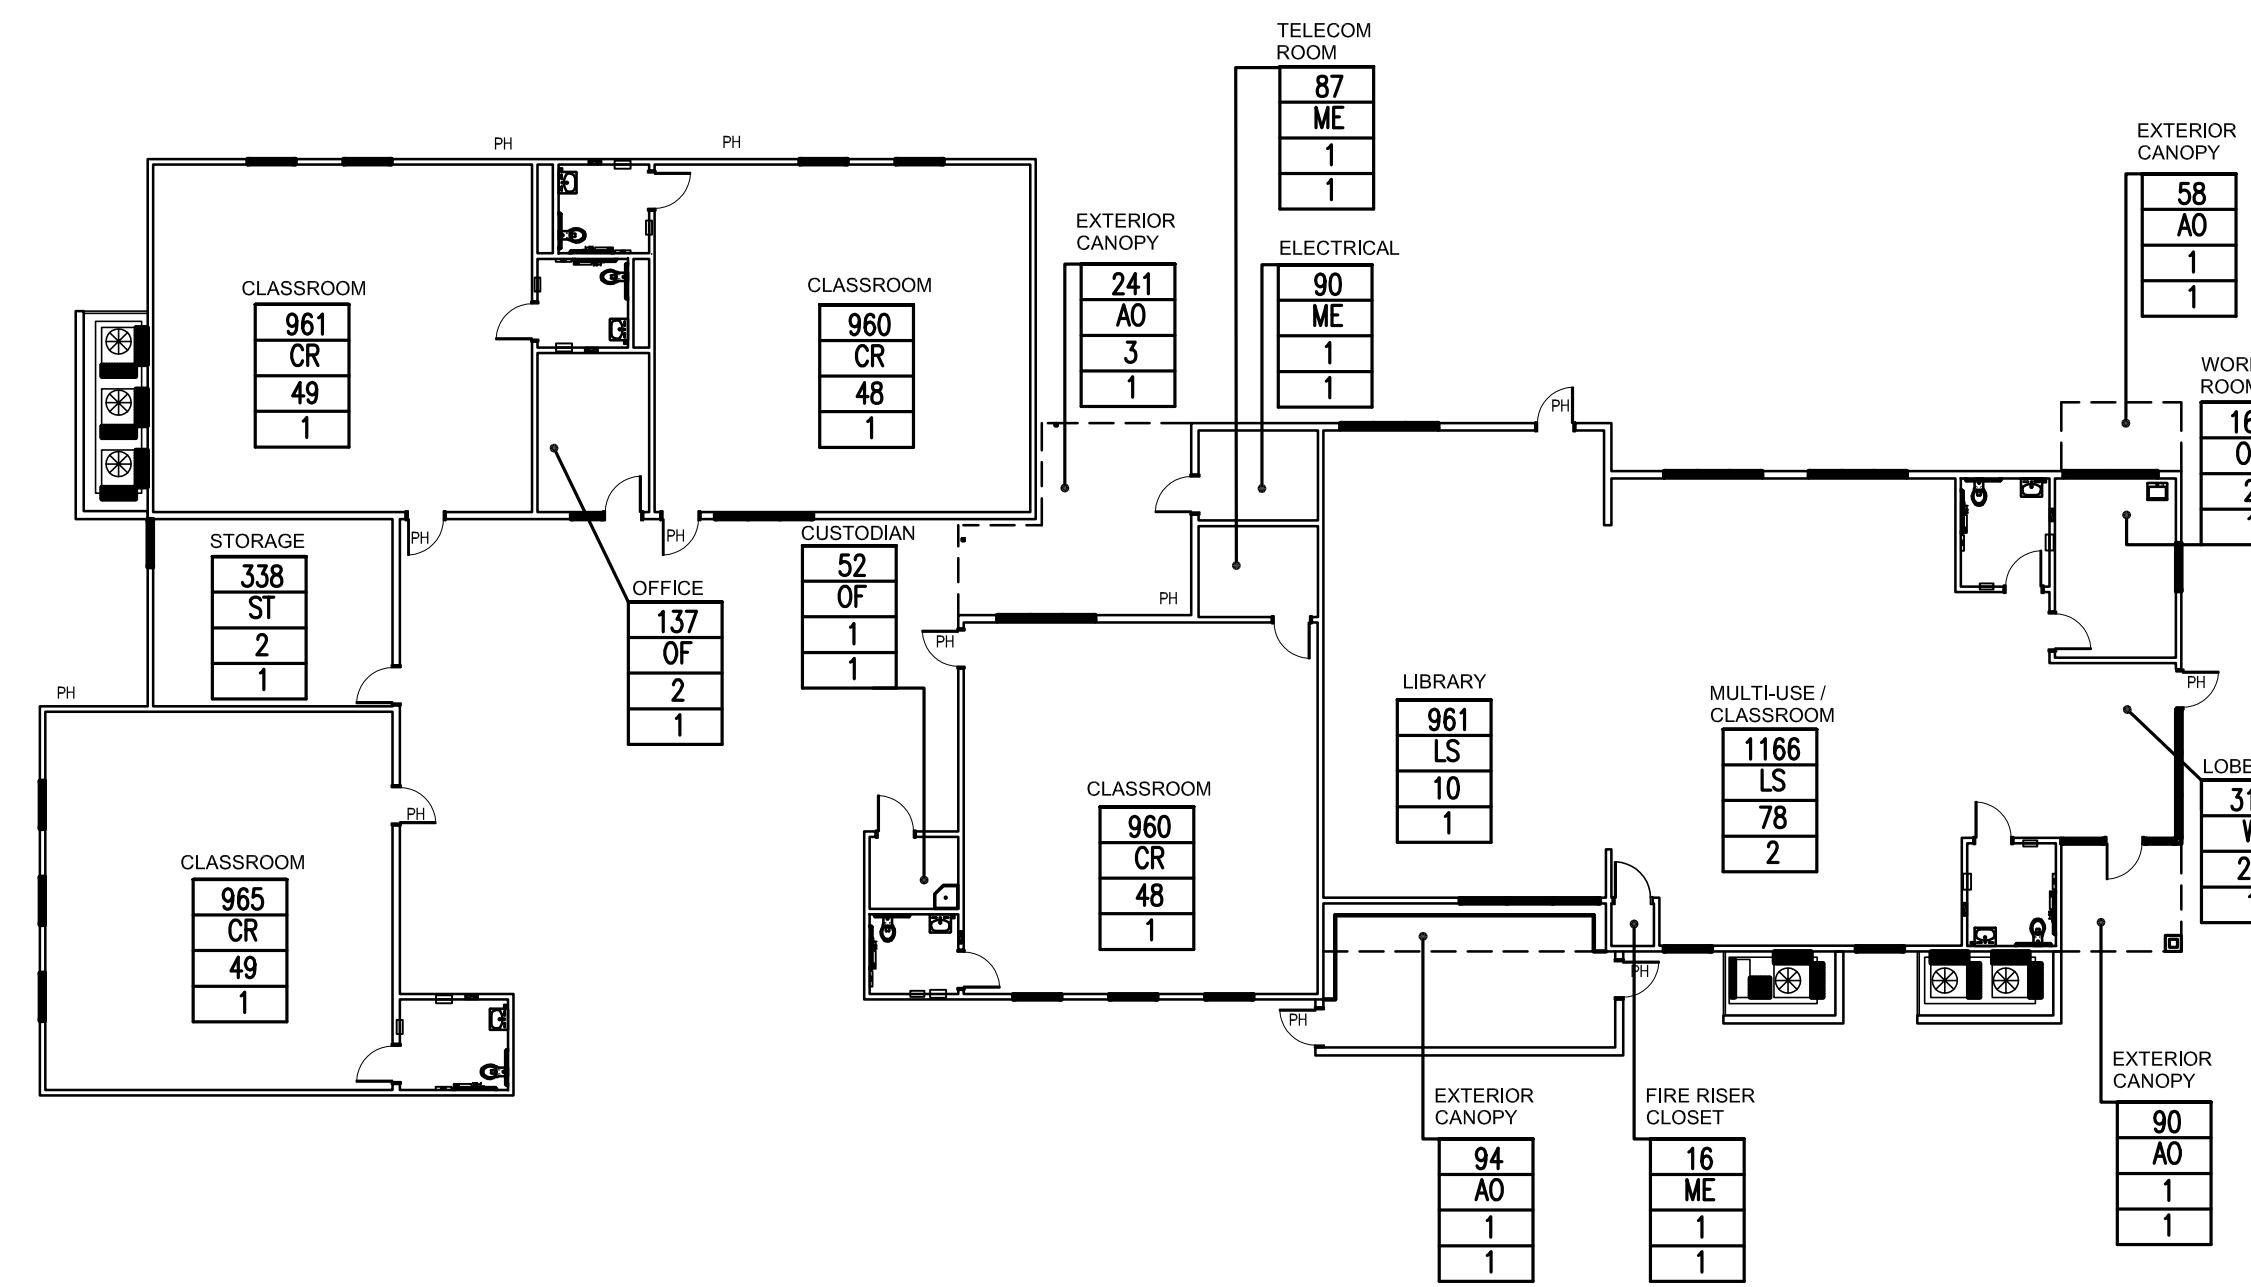 TELECOM
ROOM
87
ME
1
1
EXTERIOR
CANOPY
58
AO
1
1
PH
PH
EXTERIOR
CANOPY
241
AO
3
1
ELECTRICAL
90
ME
1
1
CLASSROOM
961
CR
49
1
CLASSROOM
960
CR
48
1
PH
PH
PH
STORAGE
338
ST
2
1
OFFICE
137
OF
2
1
CUSTODIAN
52
OF
1
1
PH
PH
PH
PH
LIBRARY
961
LS
10
1
MULTI-USE /
CLASSROOM
1166
LS
78
2
CLASSROOM
960
CR
48
1
PH
CLASSROOM
965
CR
49
1
PH
PH
EXTERIOR
CANOPY
94
AO
1
1
FIRE RISER
CLOSET
16
ME
1
1
EXTERIOR
CANOPY
90
AO
1
1